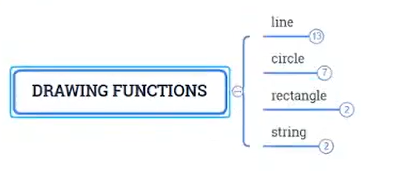 DRAWING FUNCTIONS
line
13
circle
7
rectangle
2
string
2